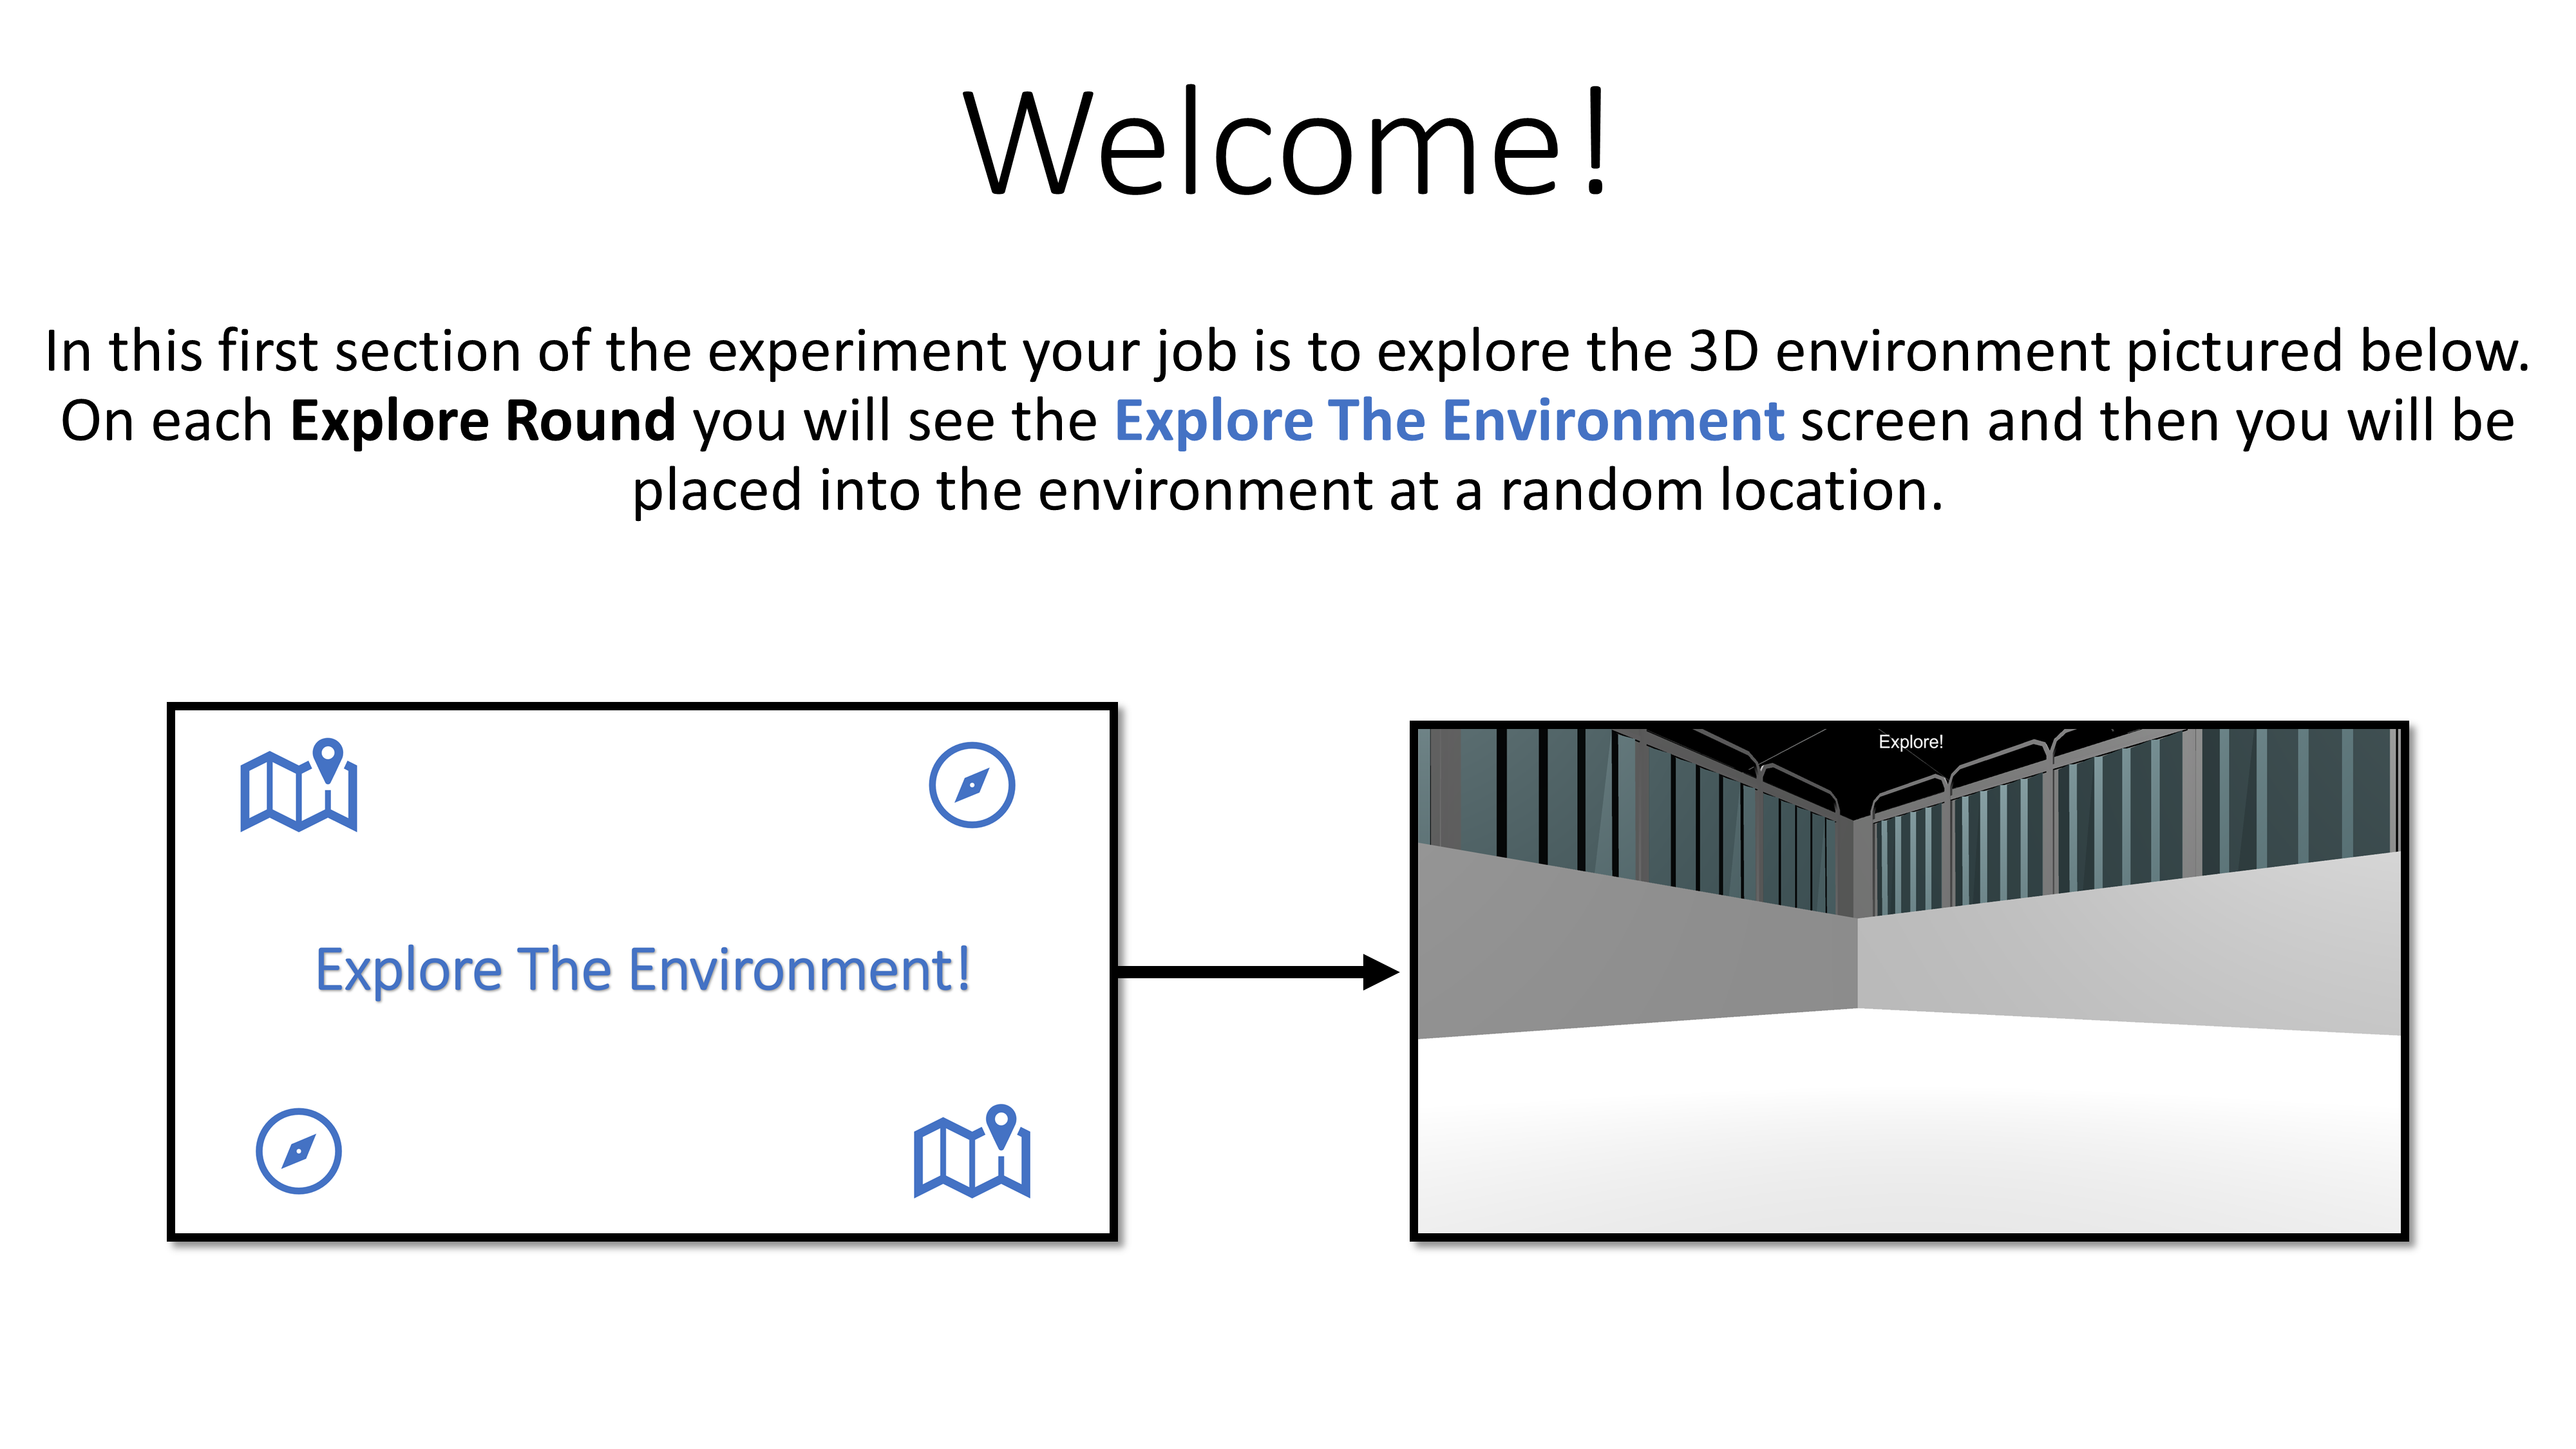 Welcome!
In this first section of the experiment your job is to explore the 3D environment pictured below.
On each Explore Round you will see the Explore The Environment screen and then you will be
placed into the environment at a random location.
Explore The Environment!
Explore!